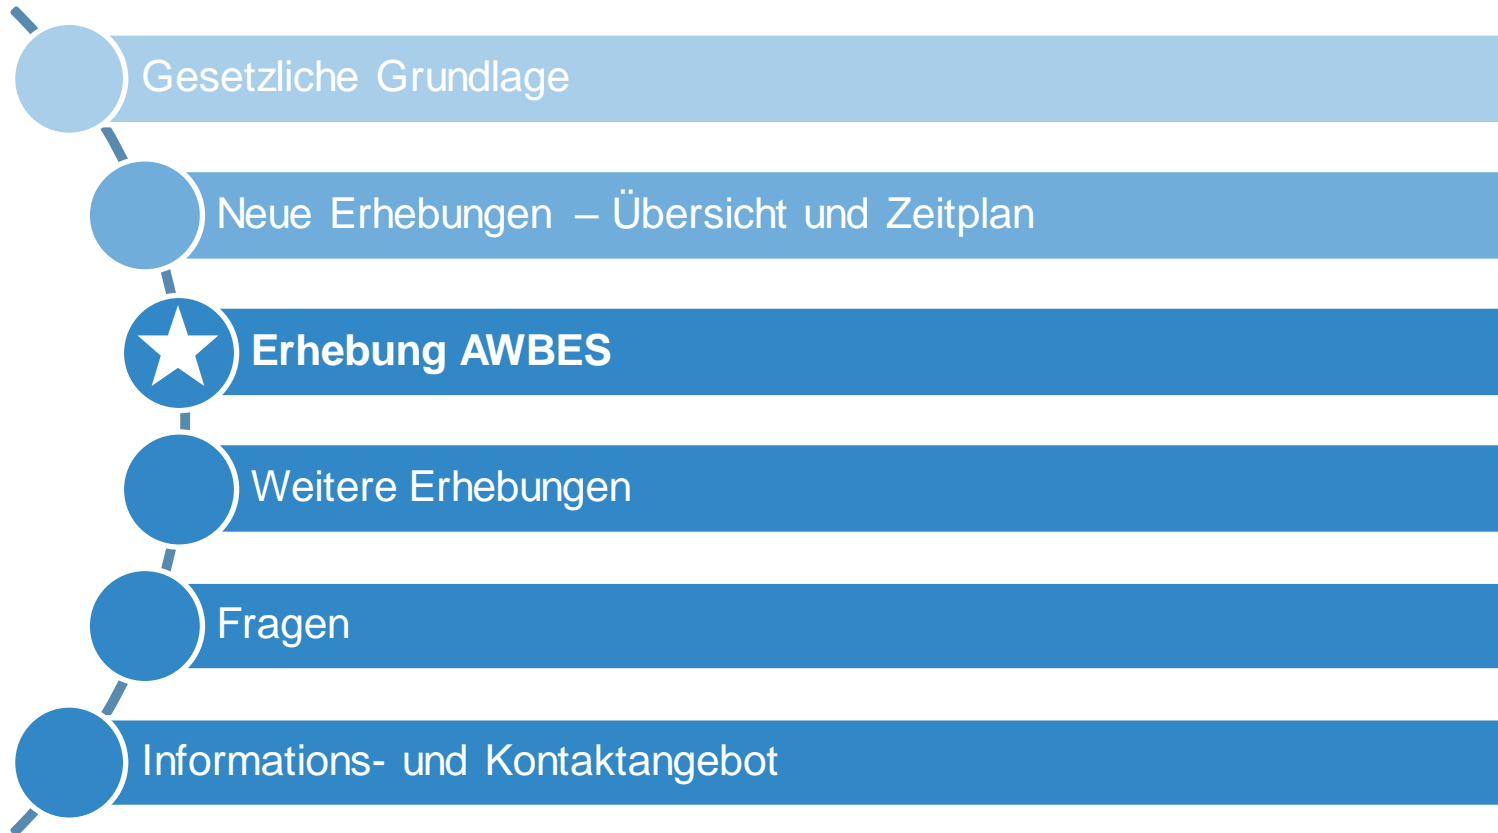 Gesetzliche Grundlage
Neue Erhebungen – Übersicht und Zeitplan
Erhebung AWBES
Weitere Erhebungen
Fragen
Informations- und Kontaktangebot